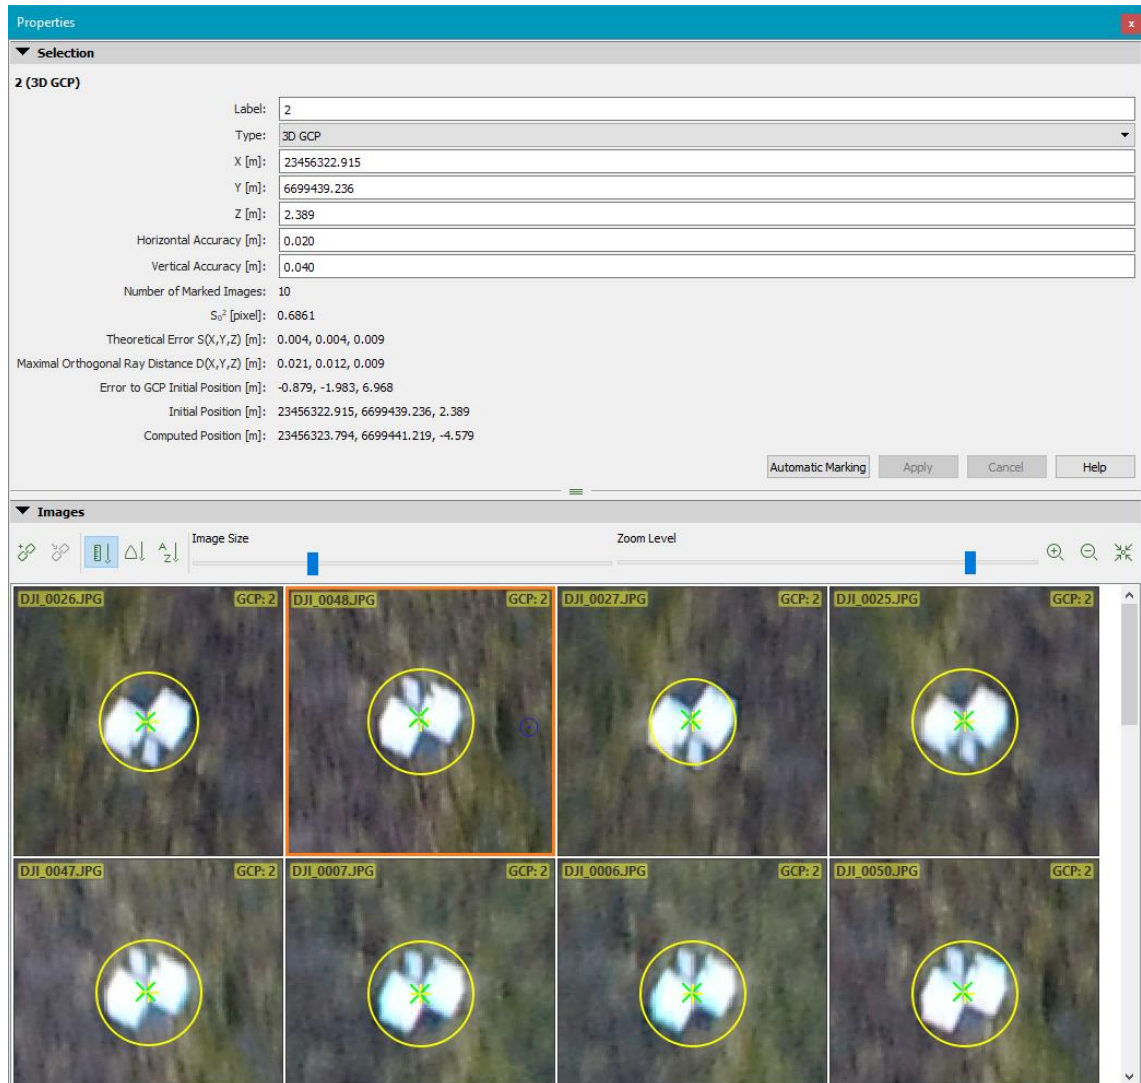 Properties
x
Selection
2 (3D GCP)
Label: 2
Type: 3D GCP
X [m]: 23456322.915
Y [m]: 6699439.236
Z [m]: 2.389
Horizontal Accuracy [m]: 0.020
Vertical Accuracy [m]: 0.040
Number of Marked Images: 10
S₀² [pixel]: 0.6861
Theoretical Error S(X,Y,Z) [m]: 0.004, 0.004, 0.009
Maximal Orthogonal Ray Distance D(X,Y,Z) [m]: 0.021, 0.012, 0.009
Error to GCP Initial Position [m]: -0.879, -1.983, 6.968
Initial Position [m]: 23456322.915, 6699439.236, 2.389
Computed Position [m]: 23456323.794, 6699441.219, -4.579
Automatic Marking Apply Cancel Help
Images
A
Z
Image Size Zoom Level
DJI_0026.JPG GCP: 2 DJI_0048.JPG GCP: 2 DJI_0027.JPG GCP: 2 DJI_0025.JPG GCP: 2
DJI_0047.JPG GCP: 2 DJI_0007.JPG GCP: 2 DJI_0006.JPG GCP: 2 DJI_0050.JPG GCP: 2